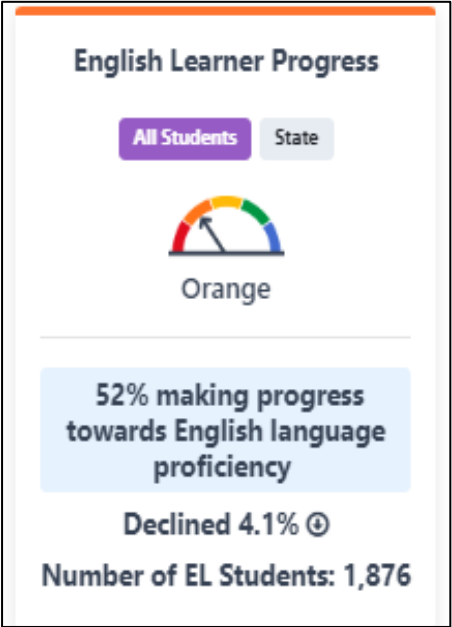 English Learner Progress
All Students State
Orange
52% making progress
towards English language
proficiency
Declined 4.1%
Number of EL Students: 1,876